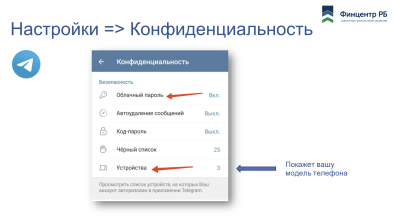 Настройки => Конфиденциальность
Финцентр РБ
Конфиденциальность
Безопасность
Облачный пароль Вкл.
Автоудаление сообщений Выкл.
Код-пароль Выкл.
Чёрный список 25
Устройства 3
Просмотреть список устройств, на которых Ваш
аккаунт авторизован в приложении Telegram.
Покажет вашу
модель телефона